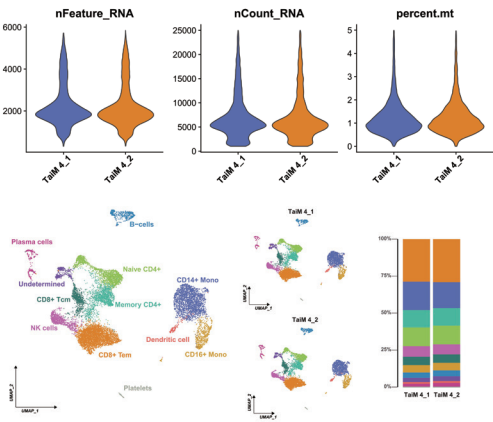 nFeature_RNA
nCount_RNA
percent.mt
6000
4000
2000
TaiM 4_1
TaiM 4_2
25000
20000
15000
10000
5000
0
TaiM 4_1
TaiM 4_2
5
4
3
2
1
0
TaiM 4_1
TaiM 4_2
B-cells
Plasma cells
Naive CD4+
Undetermined
CD14+ Mono
CD8+ Tcm
Memory CD4+
NK cells
Dendritic cell
CD8+ Tem
CD16+ Mono
Platelets
UMAP_2
UMAP_1
TaiM 4_1
UMAP_2
UMAP_1
TaiM 4_2
UMAP_2
UMAP_1
100%
75%
50%
25%
0%
TaiM 4_1 TaiM 4_2